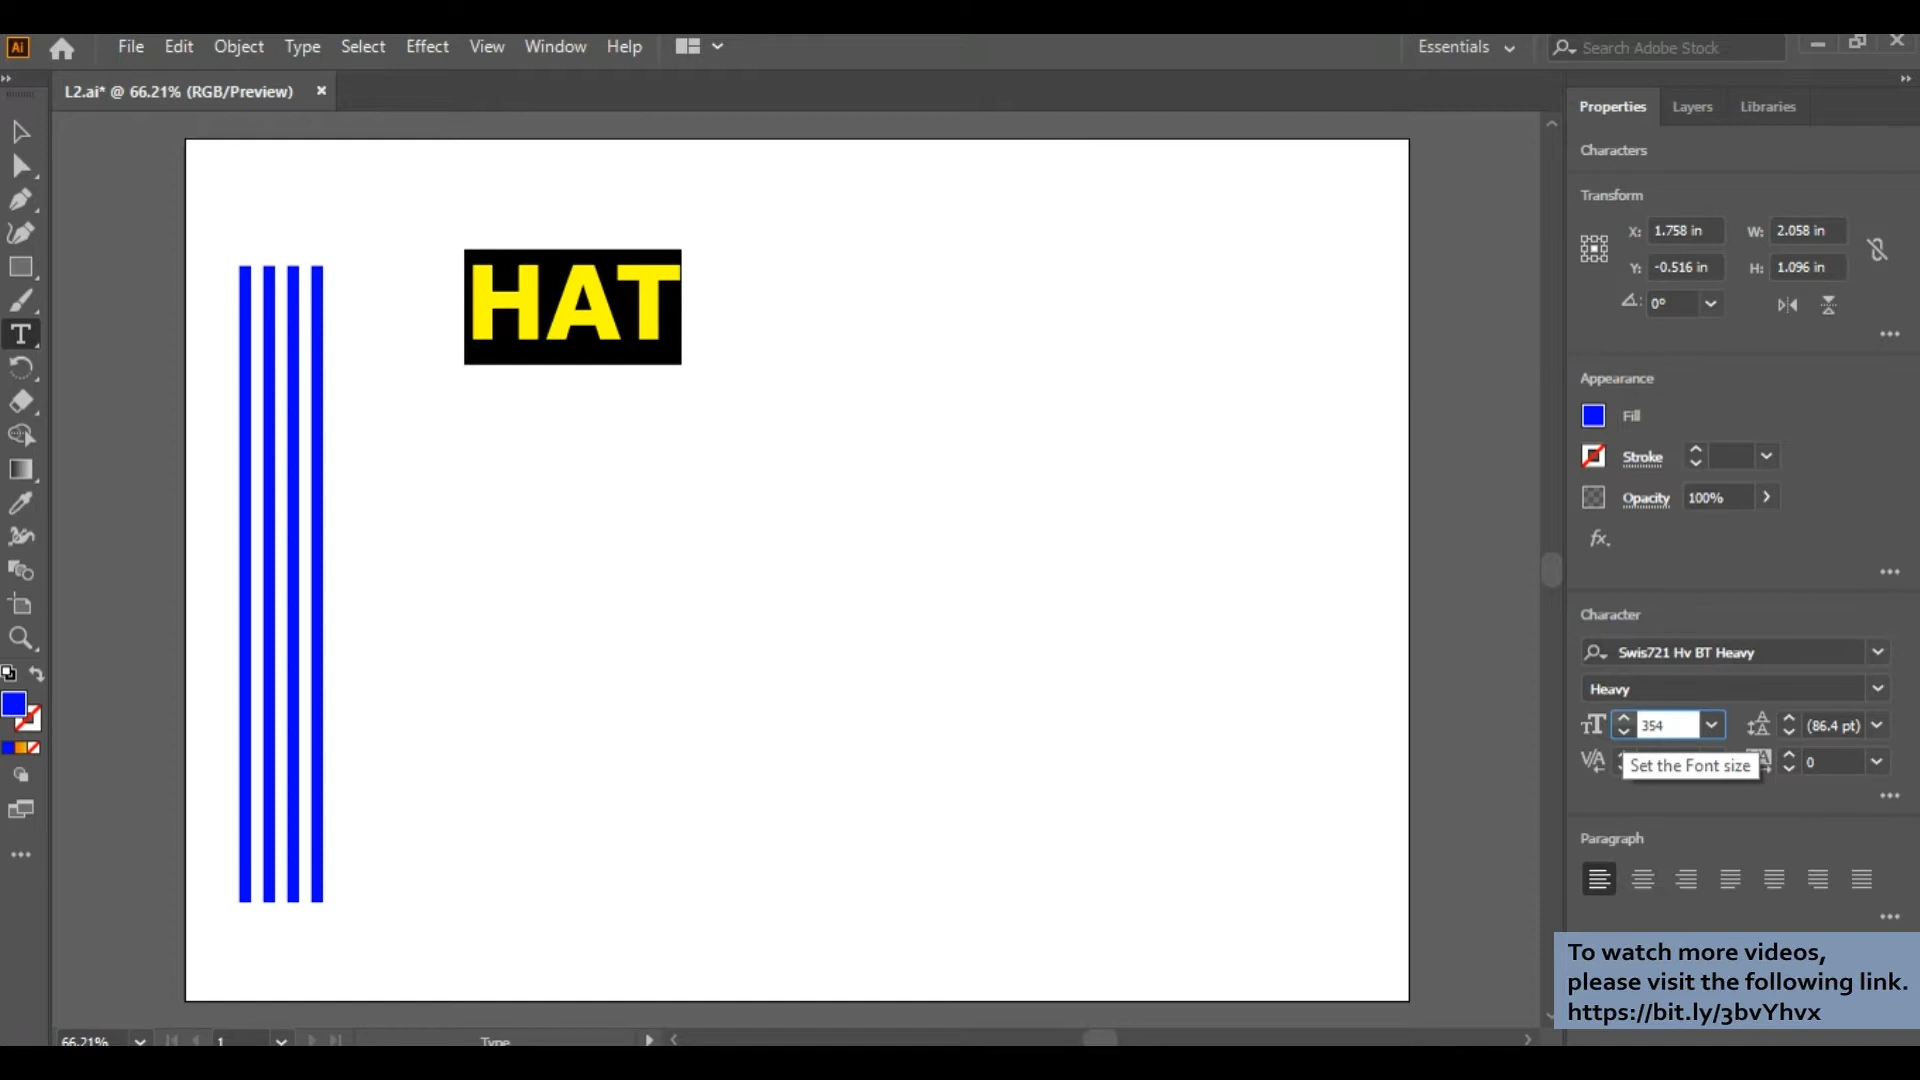 Ai File Edit Object Type Select Effect View Window Help Essentials Search Adobe Stock
L2.ai* @ 66.21% (RGB/Preview)
Properties Layers Libraries
Characters
Transform
X: 1.758 in W: 2.058 in
Y: -0.516 in H: 1.096 in
0°
HAT
Appearance
Fill
Stroke
Opacity 100%
fx.
Character
Swis721 Hv BT Heavy
Heavy
354 (86.4 pt)
Set the Font size 0
Paragraph
To watch more videos,
please visit the following link.
https://bit.ly/3bvYhvx
66.21% 1 Type